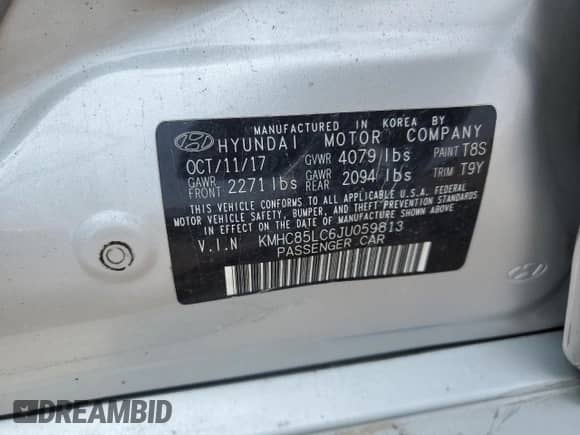 MANUFACTURED IN KOREA BY
HYUNDAI MOTOR COMPANY
OCT/11/17 GVWR 4079 lbs PAINT T8S
GAWR FRONT 2271 lbs GAWR REAR 2094 lbs TRIM T9Y
THIS VEHICLE CONFORMS TO ALL APPLICABLE U.S.A. FEDERAL
MOTOR VEHICLE SAFETY, BUMPER, AND THEFT PREVENTION
STANDARDS IN EFFECT ON THE DATE OF MANUFACTURE SHOWN ABOVE.
V.I.N KMHC85LC6JU059813
PASSENGER CAR
DREAMBID